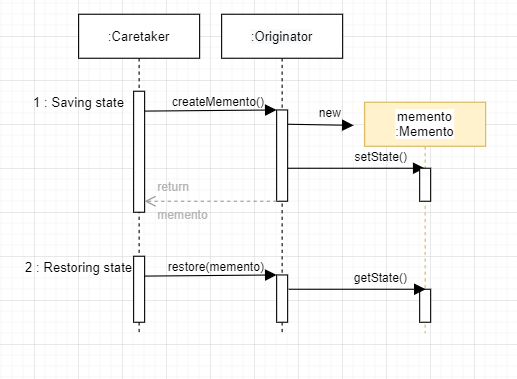 :Caretaker
:Originator
1 : Saving state
createMemento()
new
memento
:Memento
setState()
return
memento
2 : Restoring state
restore(memento)
getState()